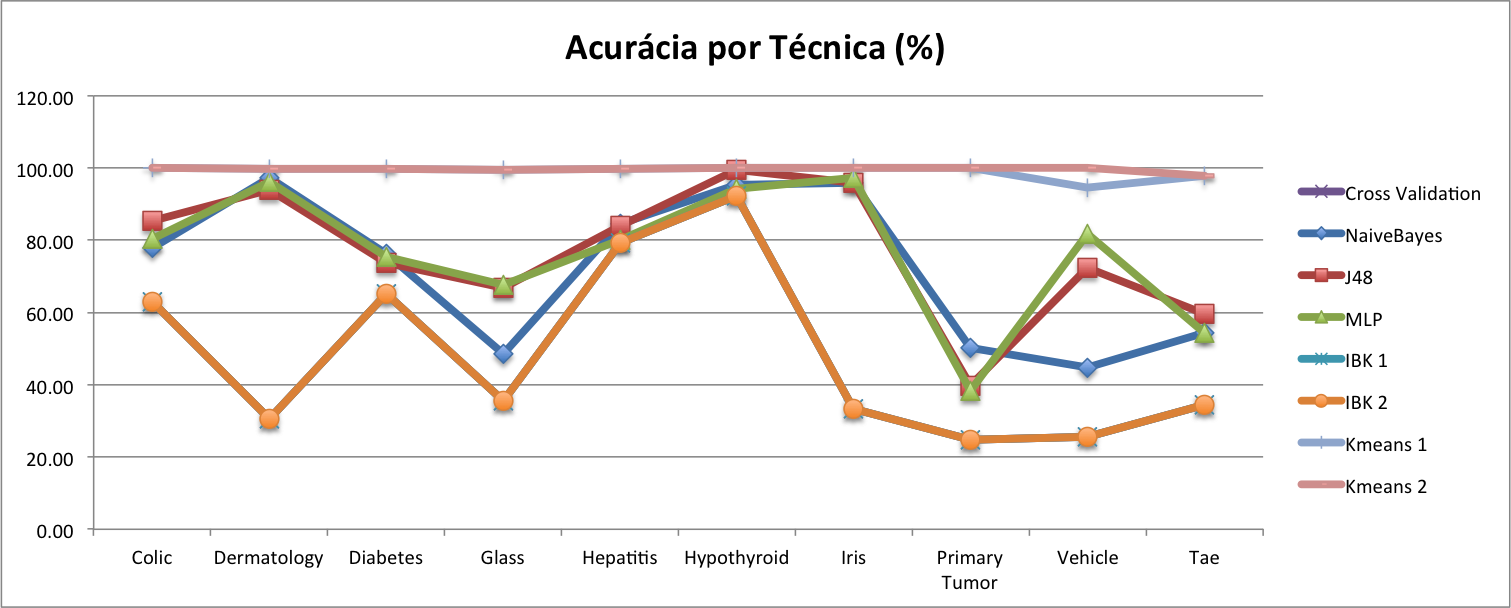 Acurácia por Técnica (%)
120.00
100.00
80.00
60.00
40.00
20.00
0.00
Colic
Dermatology
Diabetes
Glass
Hepatitis
Hypothyroid
Iris
Primary
Tumor
Vehicle
Tae
Cross Validation
NaiveBayes
J48
MLP
IBK 1
IBK 2
Kmeans 1
Kmeans 2